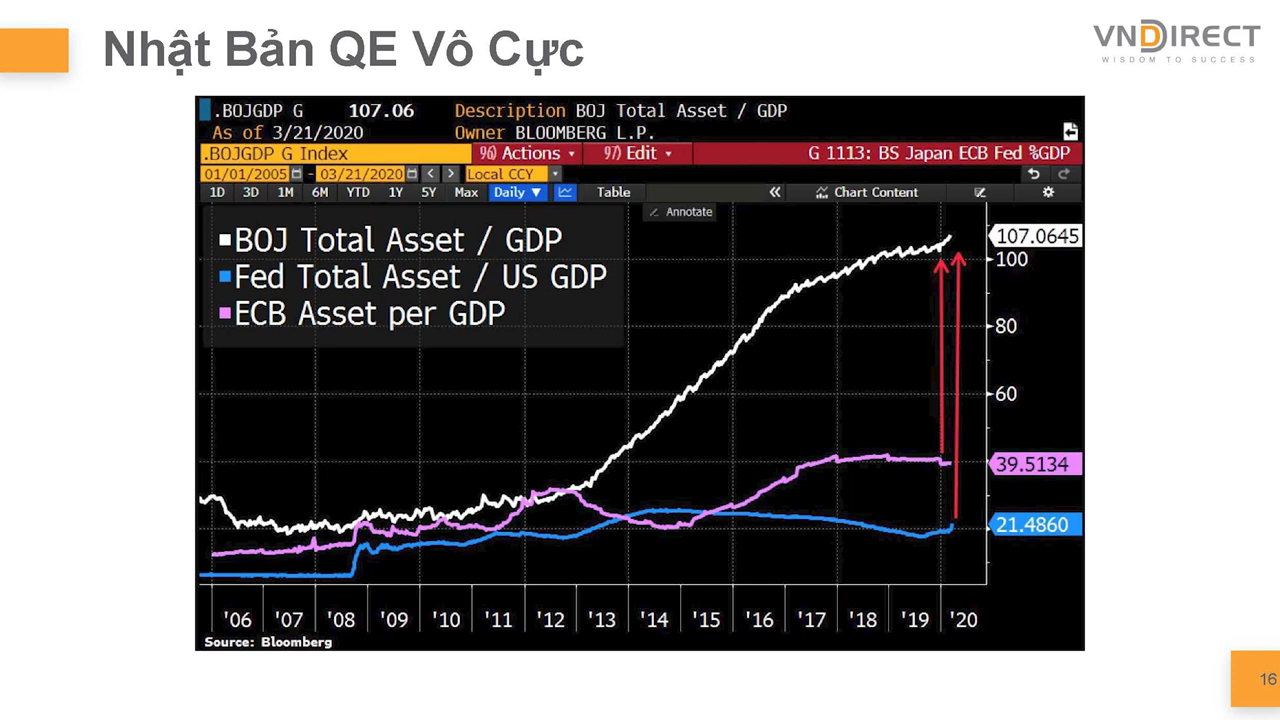 Nhật Bản QE Vô Cực
VNDIRECT
WISDOM TO SUCCESS
.BOJGDP G 107.06 Description BOJ Total Asset / GDP
As of 3/21/2020 Owner BLOOMBERG L.P.
.BOJGDP G Index 96) Actions 97) Edit G 1113: BS Japan ECB Fed %GDP
01/01/2005 - 03/21/2020 Local CCY
1D 3D 1M 6M YTD 1Y 5Y Max Daily ▼ Table « Chart Content
Annotate
BOJ Total Asset / GDP
Fed Total Asset / US GDP
ECB Asset per GDP
107.0645
100
80
60
39.5134
21.4860
'06 '07 '08 '09 '10 '11 '12 '13 '14 '15 '16 '17 '18 '19 '20
Source: Bloomberg
16